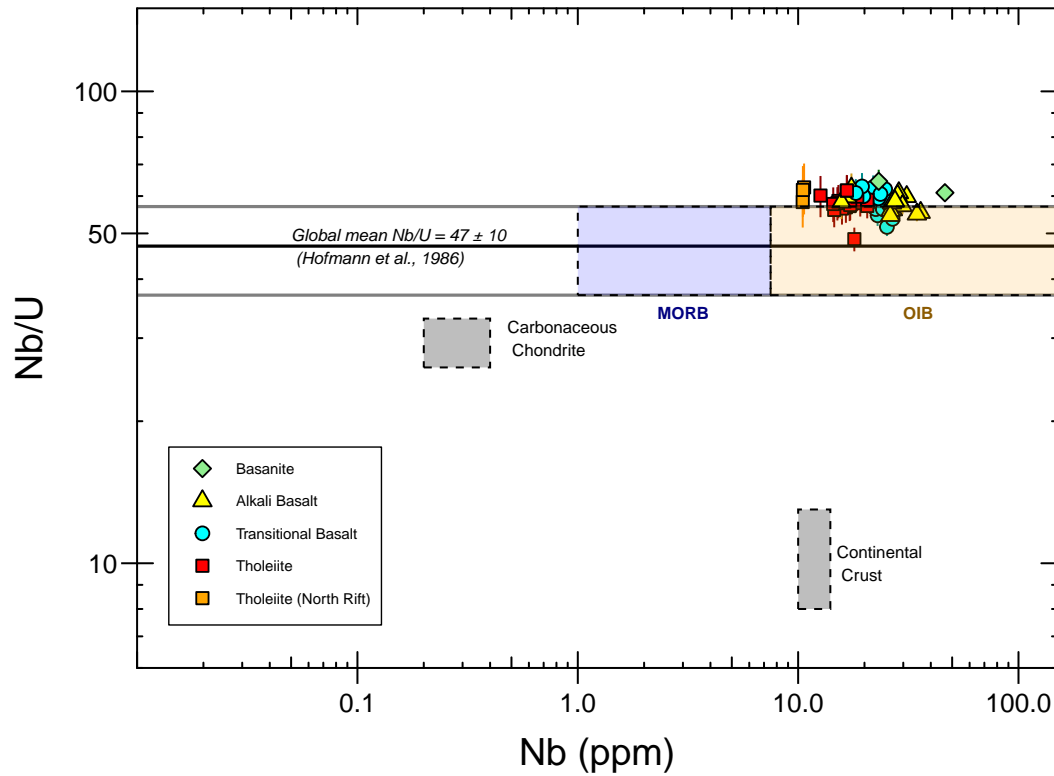 100
50
10
Nb/U
Global mean Nb/U = 47 ± 10
(Hofmann et al., 1986)
MORB
OIB
Carbonaceous
Chondrite
Continental
Crust
Basanite
Alkali Basalt
Transitional Basalt
Tholeiite
Tholeiite (North Rift)
0.1
1.0
10.0
100.0
Nb (ppm)